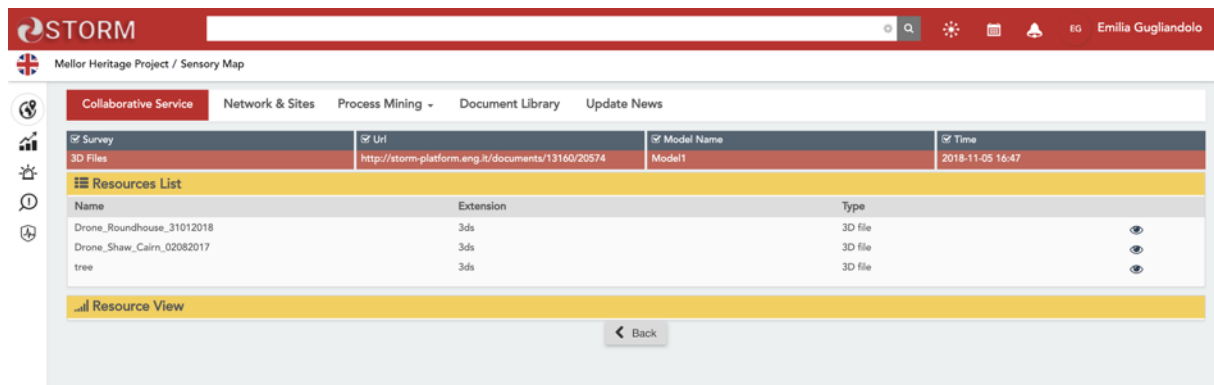 STORM
EG Emilia Gugliandolo
Mellor Heritage Project / Sensory Map
Collaborative Service Network & Sites Process Mining Document Library Update News
Survey Url Model Name Time
3D Files http://storm-platform.eng.it/documents/13160/20574 Model1 2018-11-05 16:47
Resources List
Name Extension Type
Drone_Roundhouse_31012018 3ds 3D file
Drone_Shaw_Cairn_02082017 3ds 3D file
tree 3ds 3D file
Resource View
Back